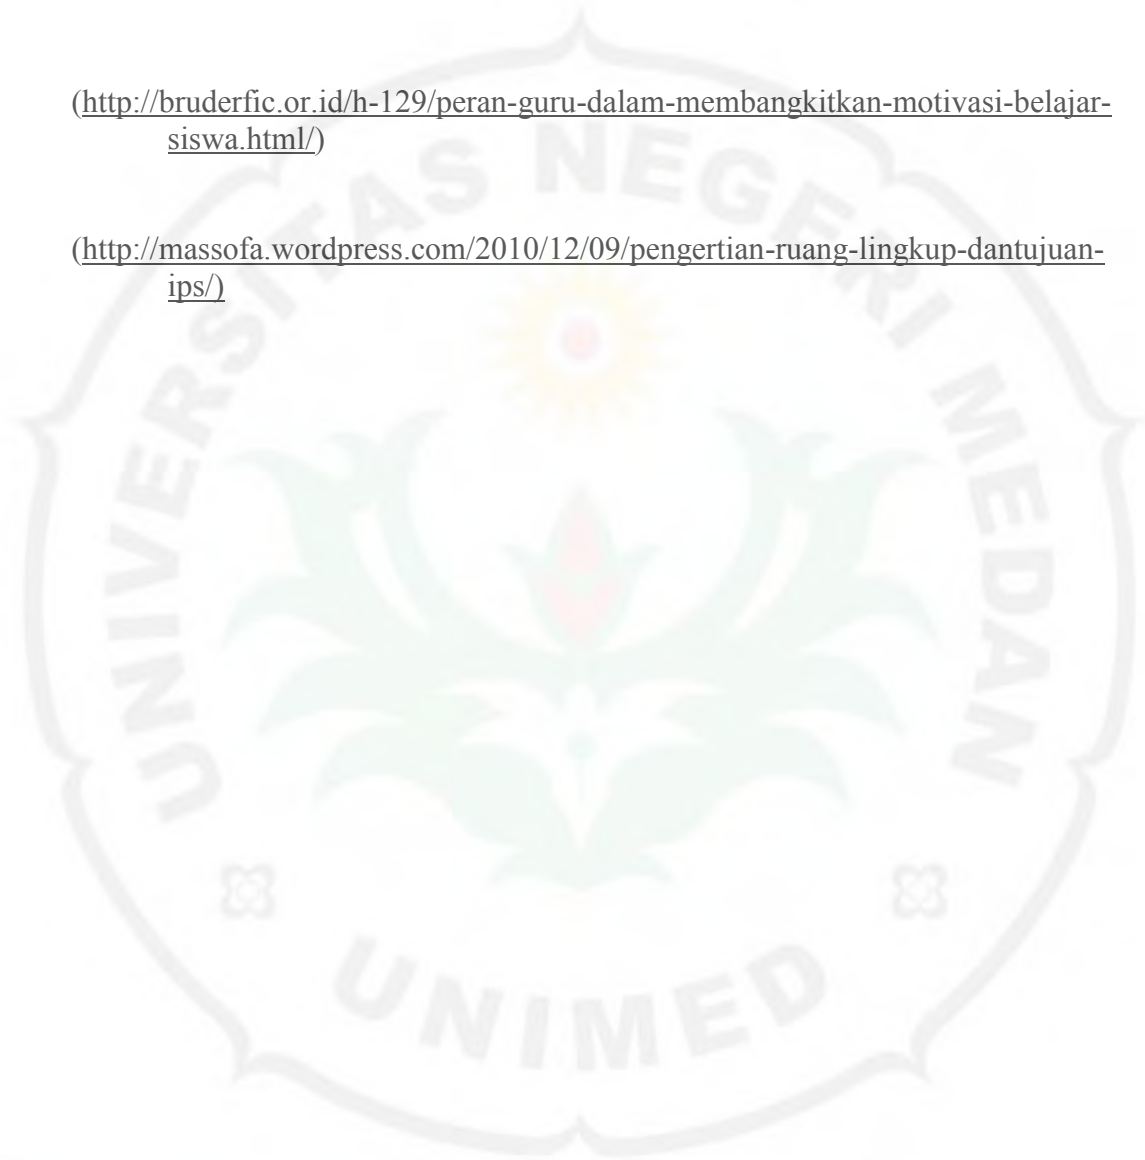 (http://bruderfic.or.id/h-129/peran-guru-dalam-membangkitkan-motivasi-belajar-
siswa.html/)
(http://massofa.wordpress.com/2010/12/09/pengertian-ruang-lingkup-dantujuan-
ips/)
UNIVERSITAS NEGERI MEDAN
UNIMED